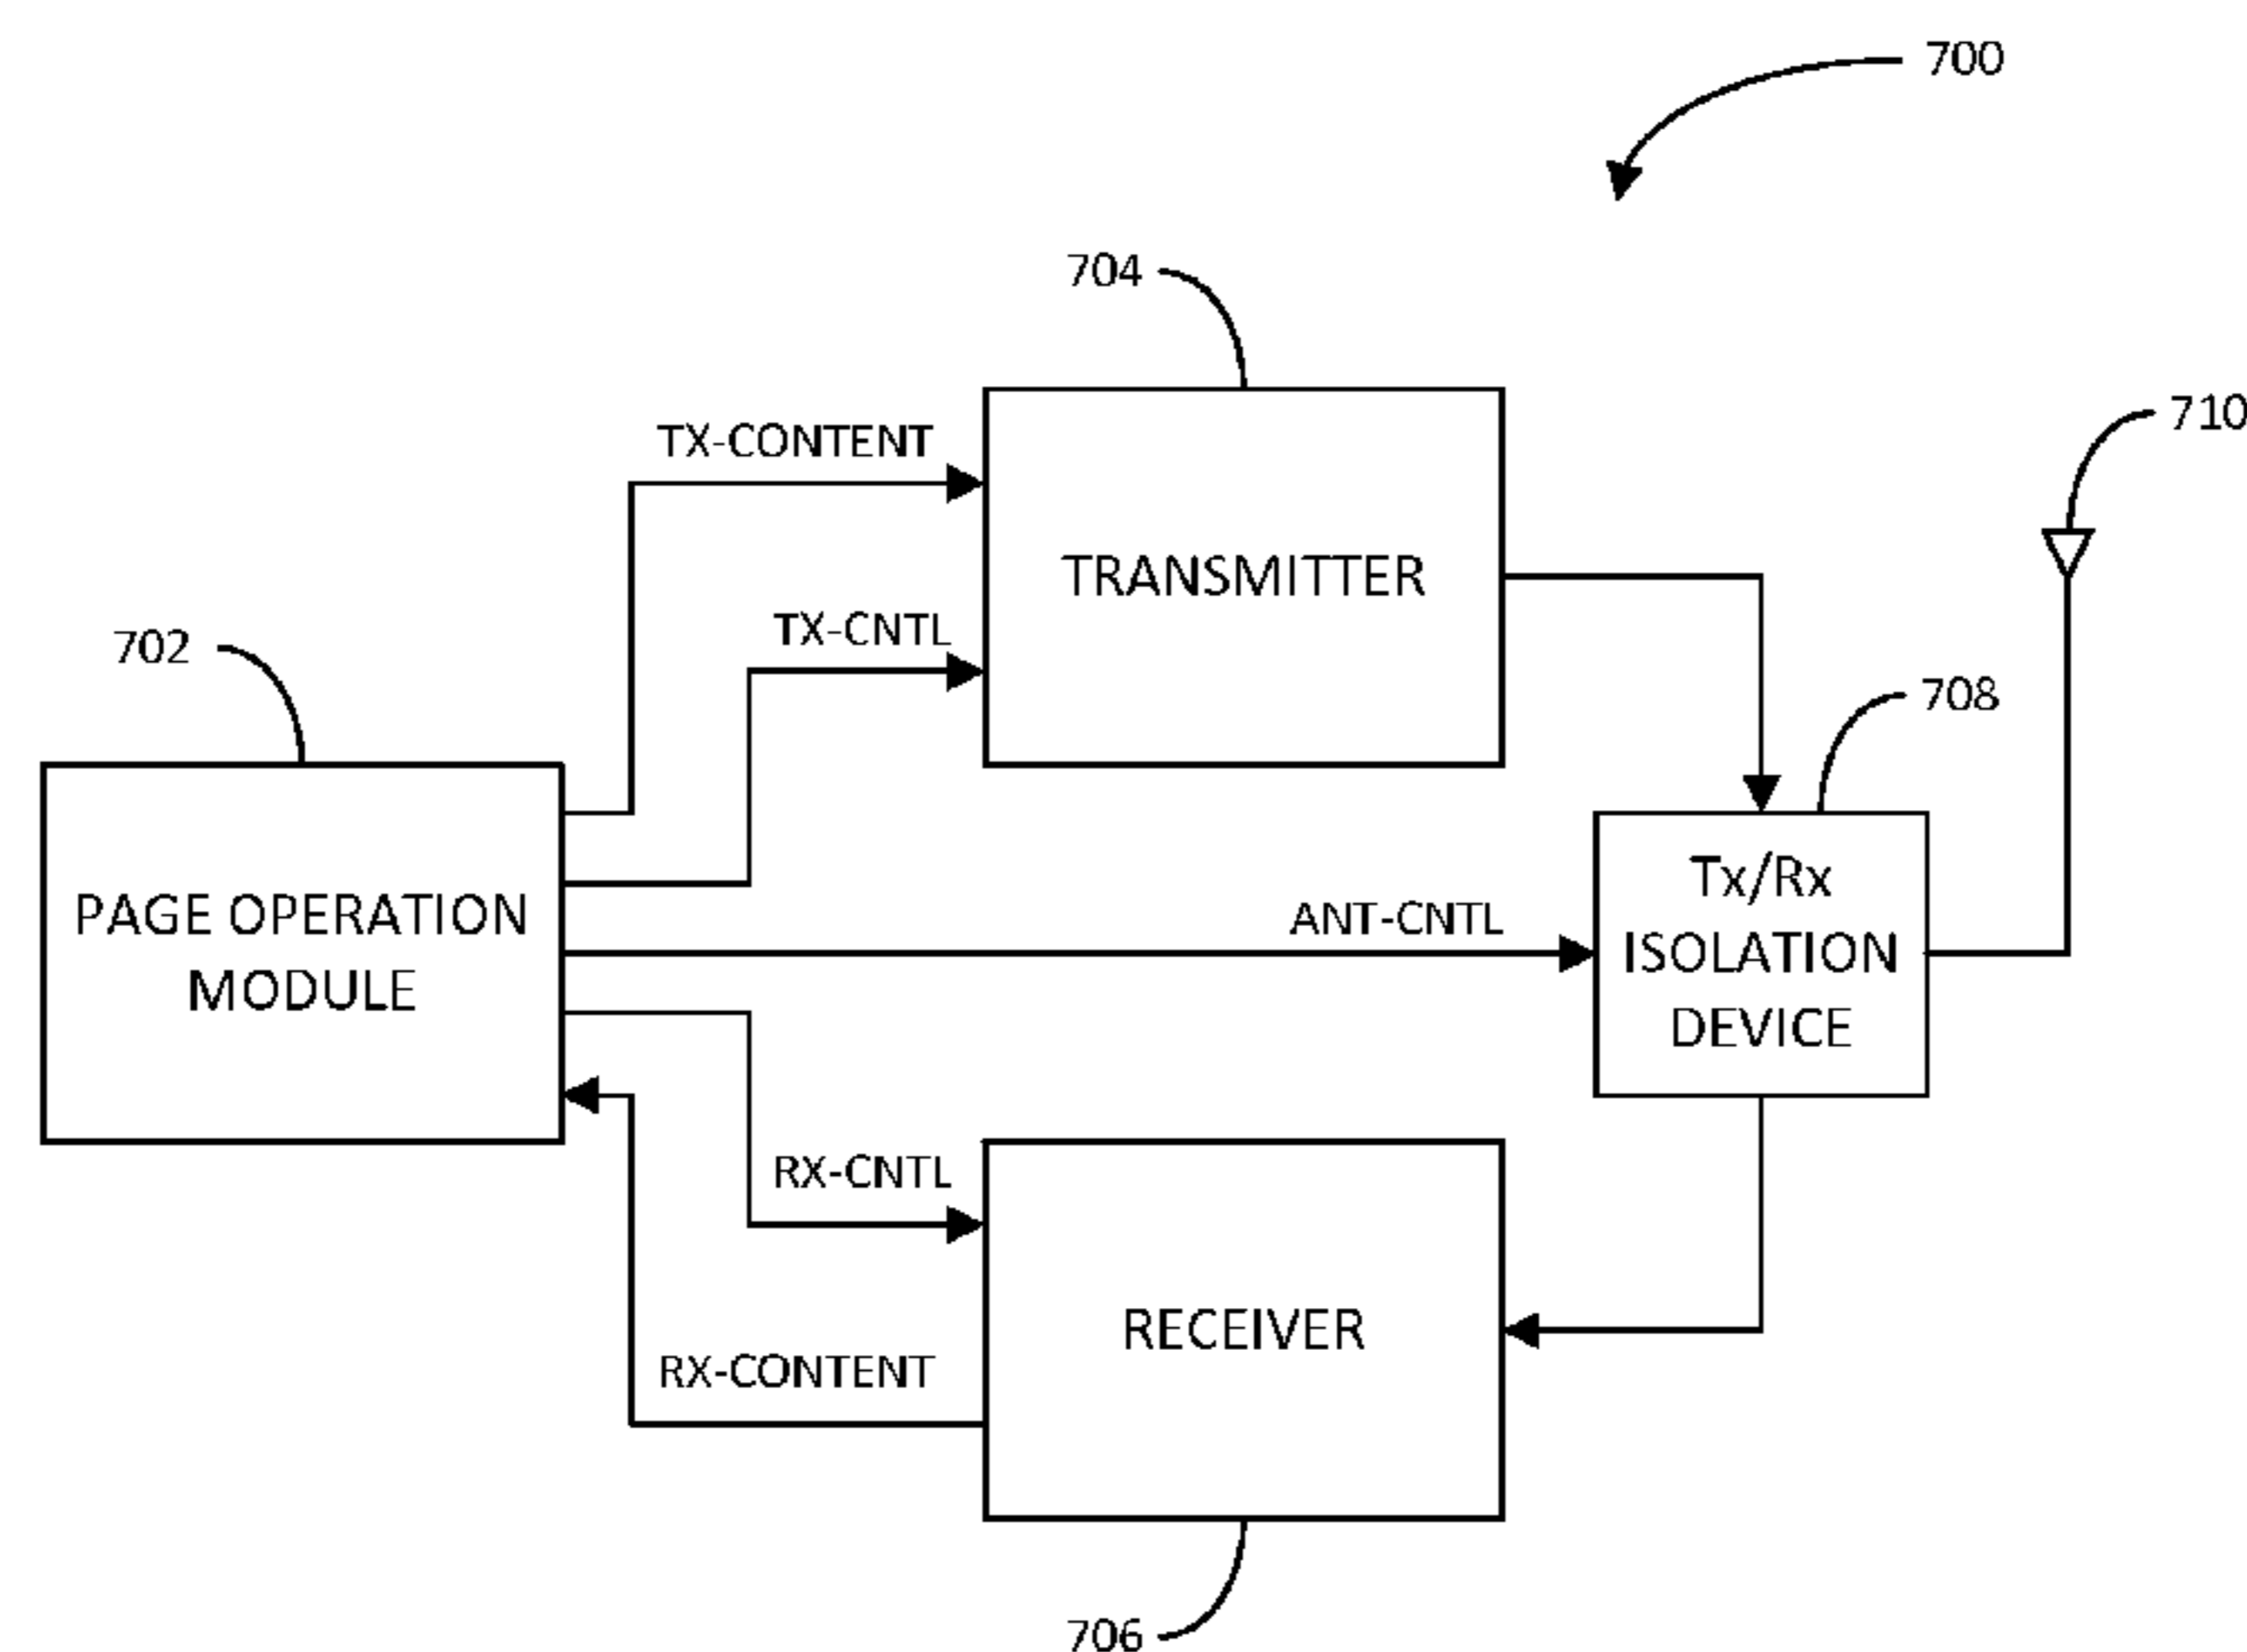 700
704
710
TX-CONTENT
TRANSMITTER
TX-CNTL
702
708
PAGE OPERATION
MODULE
ANT-CNTL
Tx/Rx
ISOLATION
DEVICE
RX-CNTL
RECEIVER
RX-CONTENT
706